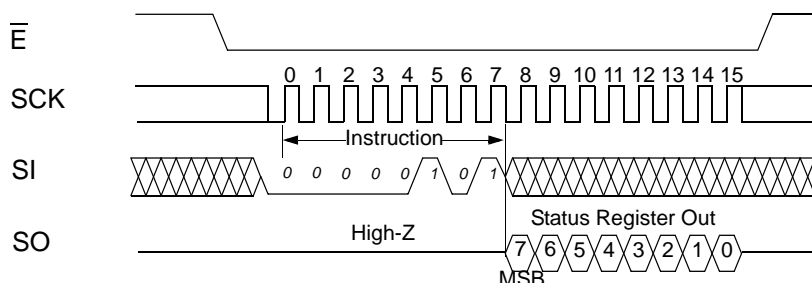 E
0 1 2 3 4 5 6 7 8 9 10 11 12 13 14 15
SCK
Instruction
SI 0 0 0 0 0 1 0 1
Status Register Out
High-Z
SO 7 6 5 4 3 2 1 0
MSB